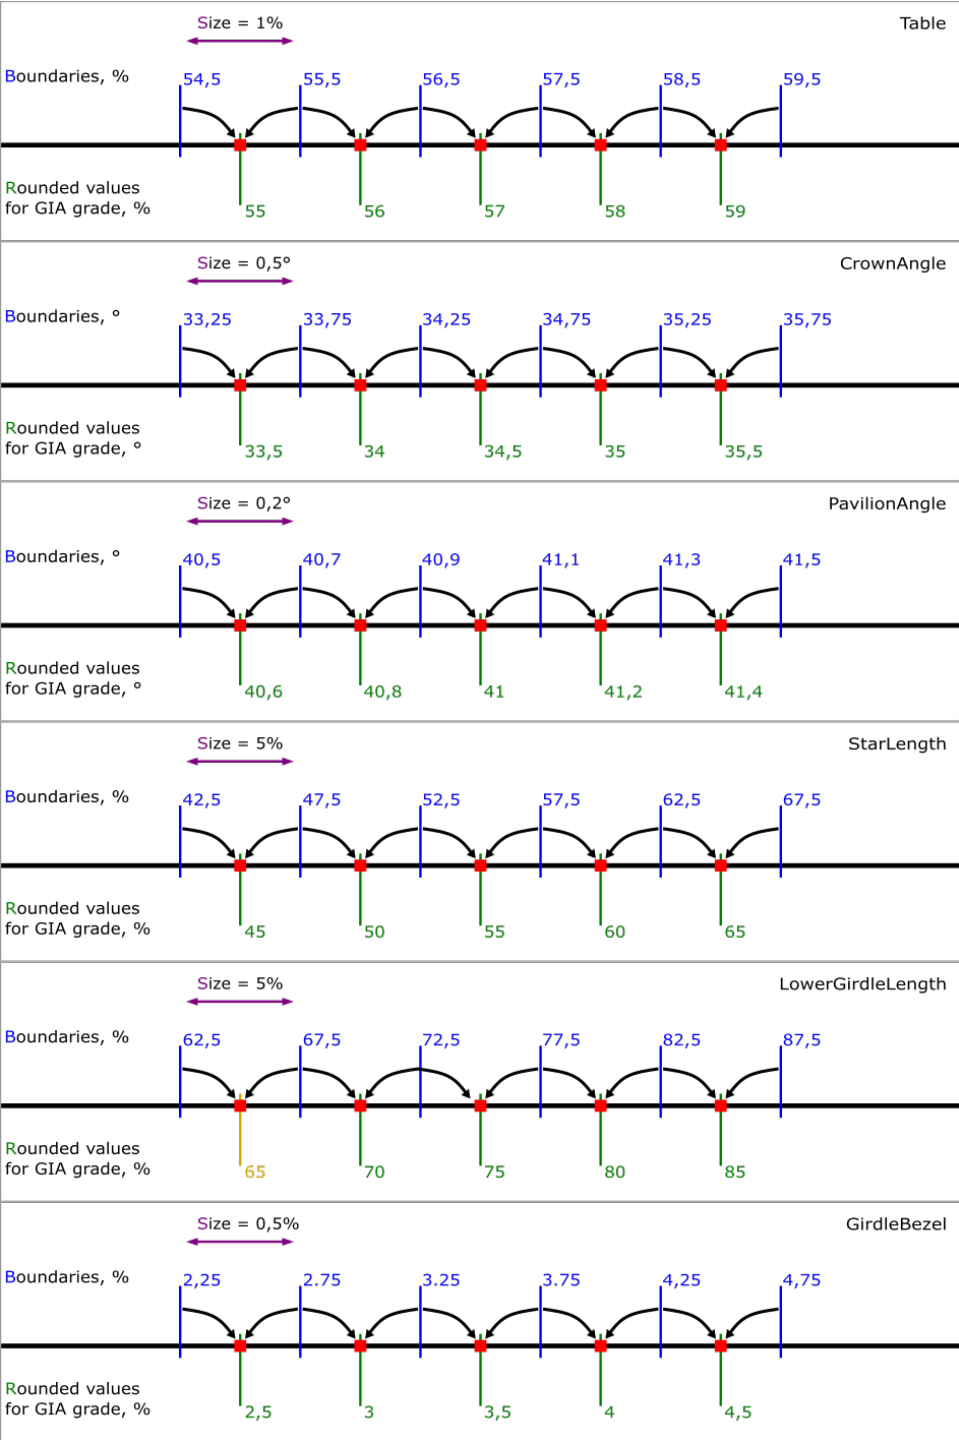 Size = 1%
Table
Boundaries, %
54,5 55,5 56,5 57,5 58,5 59,5
Rounded values
for GIA grade, %
55 56 57 58 59
Size = 0,5°
CrownAngle
Boundaries, °
33,25 33,75 34,25 34,75 35,25 35,75
Rounded values
for GIA grade, °
33,5 34 34,5 35 35,5
Size = 0,2°
PavilionAngle
Boundaries, °
40,5 40,7 40,9 41,1 41,3 41,5
Rounded values
for GIA grade, °
40,6 40,8 41 41,2 41,4
Size = 5%
StarLength
Boundaries, %
42,5 47,5 52,5 57,5 62,5 67,5
Rounded values
for GIA grade, %
45 50 55 60 65
Size = 5%
LowerGirdleLength
Boundaries, %
62,5 67,5 72,5 77,5 82,5 87,5
Rounded values
for GIA grade, %
65 70 75 80 85
Size = 0,5%
GirdleBezel
Boundaries, %
2,25 2.75 3.25 3.75 4,25 4,75
Rounded values
for GIA grade, %
2,5 3 3,5 4 4,5